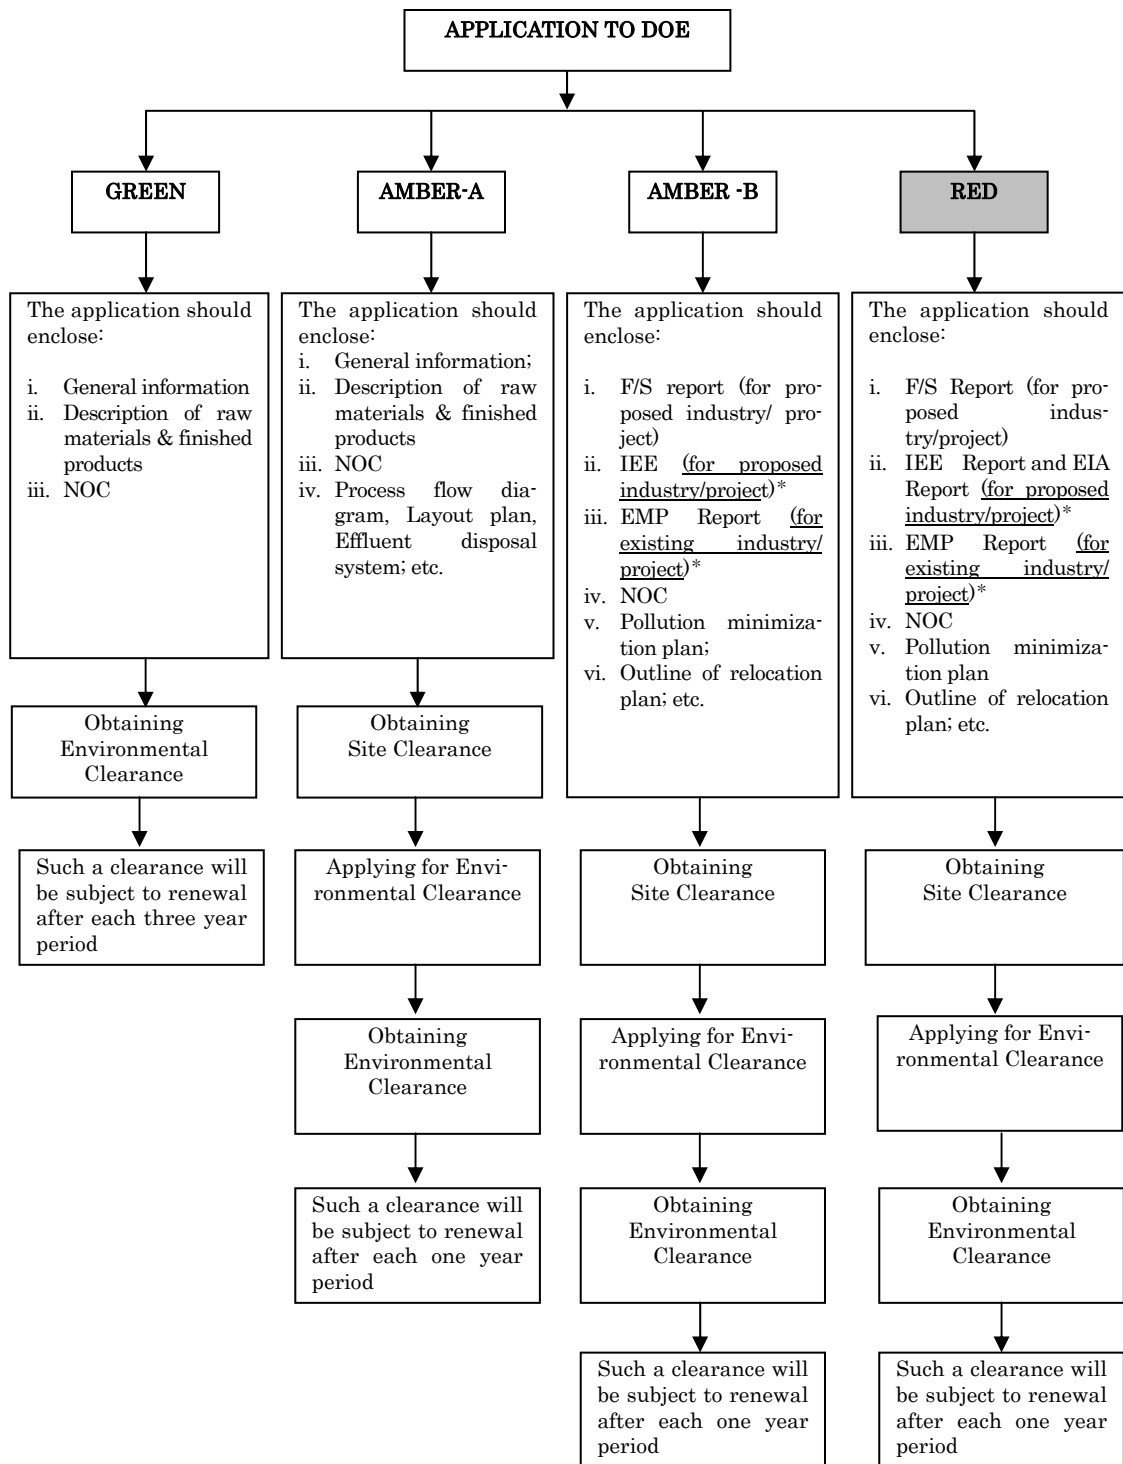 APPLICATION TO DOE
GREEN
AMBER-A
AMBER -B
RED
The application should
enclose:
i. General information
ii. Description of raw
materials & finished
products
iii. NOC
The application should
enclose:
i. General information;
ii. Description of raw
materials & finished
products
iii. NOC
iv. Process flow dia-
gram, Layout plan,
Effluent disposal
system; etc.
The application should
enclose:
i. F/S report (for pro-
posed industry/ pro-
ject)
ii. IEE (for proposed
industry/project)*
iii. EMP Report (for
existing industry/
project)*
iv. NOC
v. Pollution minimiza-
tion plan;
vi. Outline of relocation
plan; etc.
The application should
enclose:
i. F/S Report (for pro-
posed indus-
try/project)
ii. IEE Report and EIA
Report (for proposed
industry/project)*
iii. EMP Report (for
existing industry/
project)*
iv. NOC
v. Pollution minimiza-
tion plan
vi. Outline of relocation
plan; etc.
Obtaining
Environmental
Clearance
Obtaining
Site Clearance
Such a clearance will
be subject to renewal
after each three year
period
Applying for Envi-
ronmental Clearance
Obtaining
Site Clearance
Obtaining
Site Clearance
Obtaining
Environmental
Clearance
Applying for Envi-
ronmental Clearance
Applying for Envi-
ronmental Clearance
Such a clearance will
be subject to renewal
after each one year
period
Obtaining
Environmental
Clearance
Obtaining
Environmental
Clearance
Such a clearance will
be subject to renewal
after each one year
period
Such a clearance will
be subject to renewal
after each one year
period